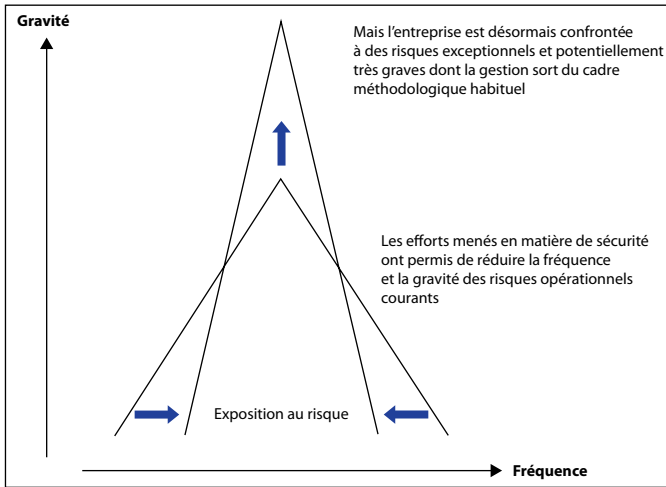 Gravité
Mais l'entreprise est désormais confrontée
à des risques exceptionnels et potentiellement
très graves dont la gestion sort du cadre
méthodologique habituel
Les efforts menés en matière de sécurité
ont permis de réduire la fréquence
et la gravité des risques opérationnels
courants
Exposition au risque
Fréquence